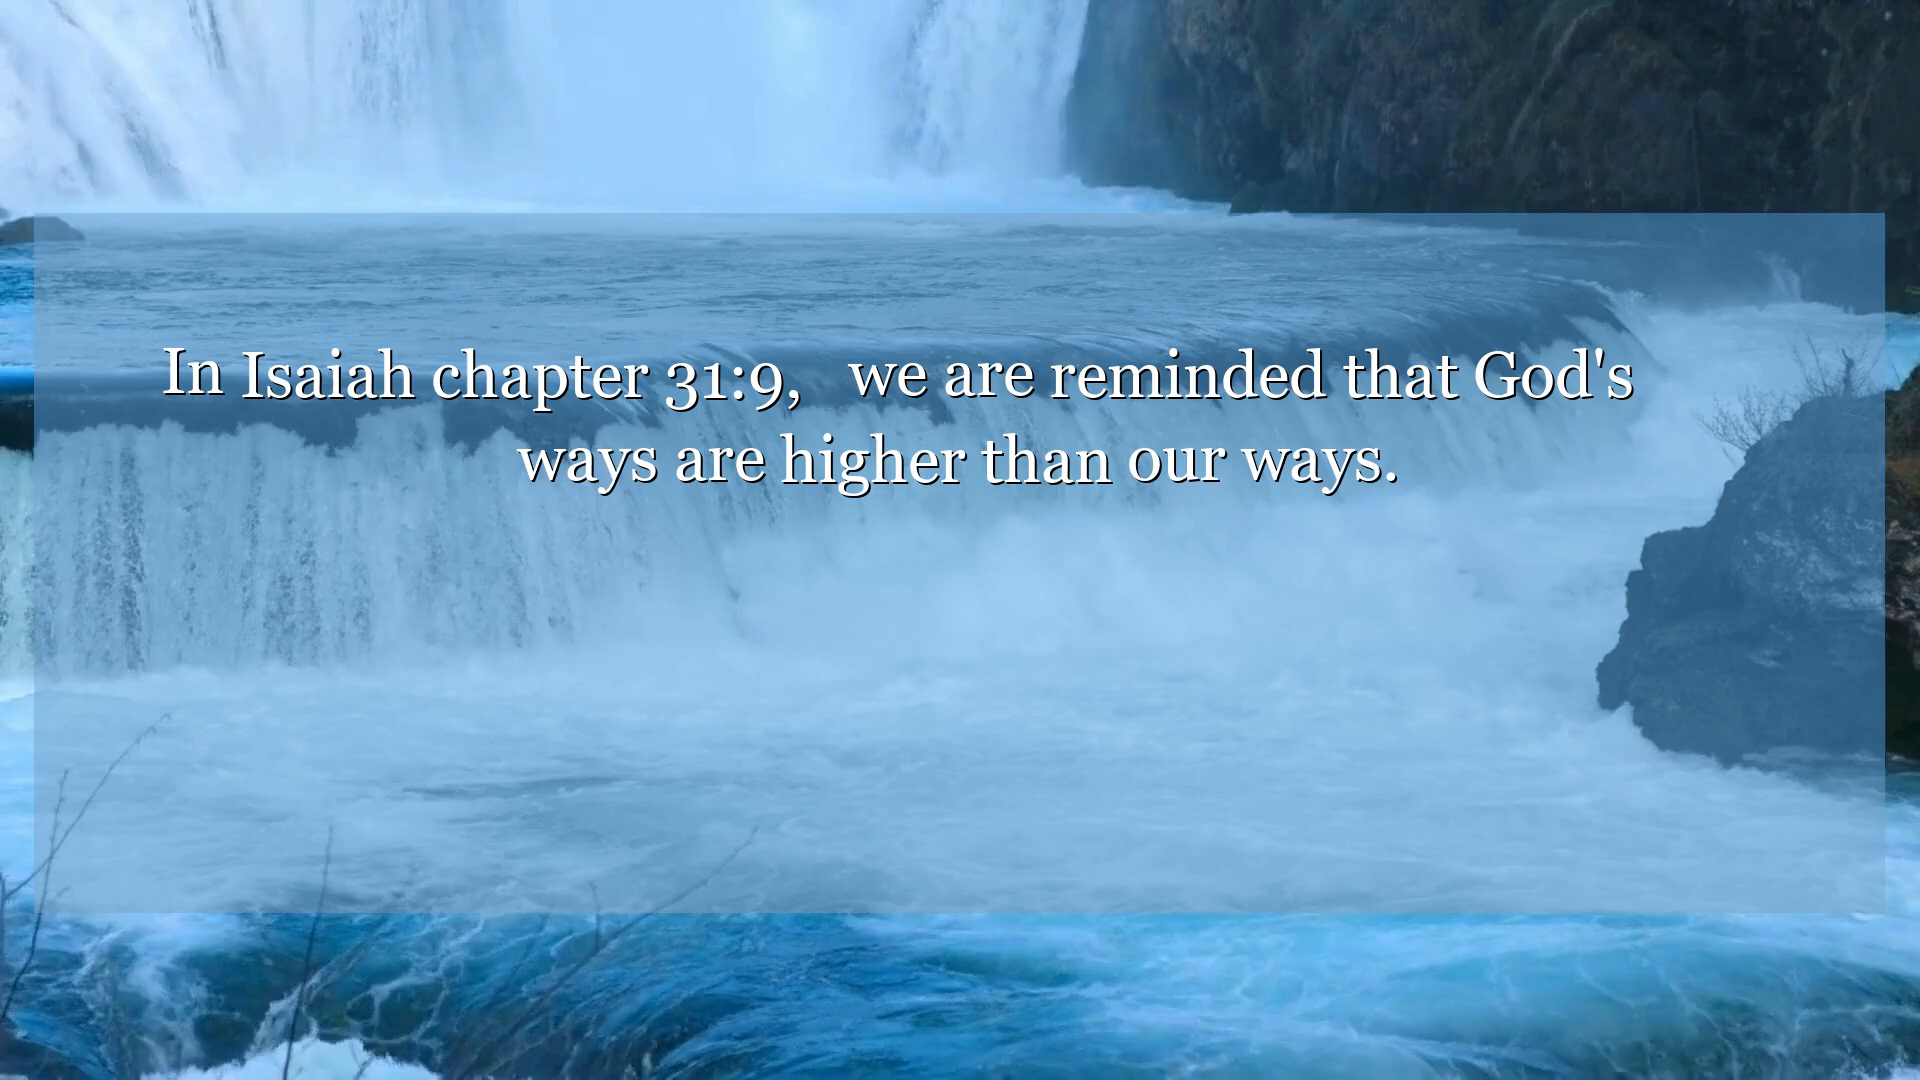 In Isaiah chapter 31:9, we are reminded that God's
ways are higher than our ways.